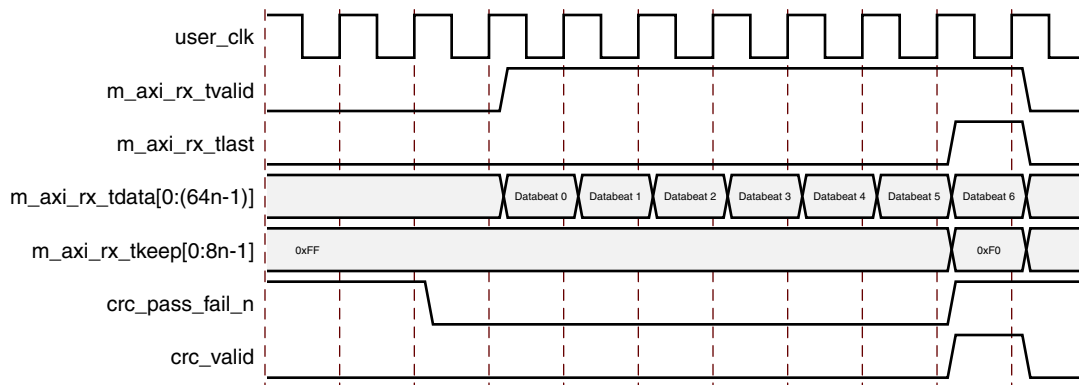 user_clk
m_axi_rx_tvalid
m_axi_rx_tlast
m_axi_rx_tdata[0:(64n-1)] Databeat 0 Databeat 1 Databeat 2 Databeat 3 Databeat 4 Databeat 5 Databeat 6
m_axi_rx_tkeep[0:8n-1] 0xFF 0xF0
crc_pass_fail_n
crc_valid